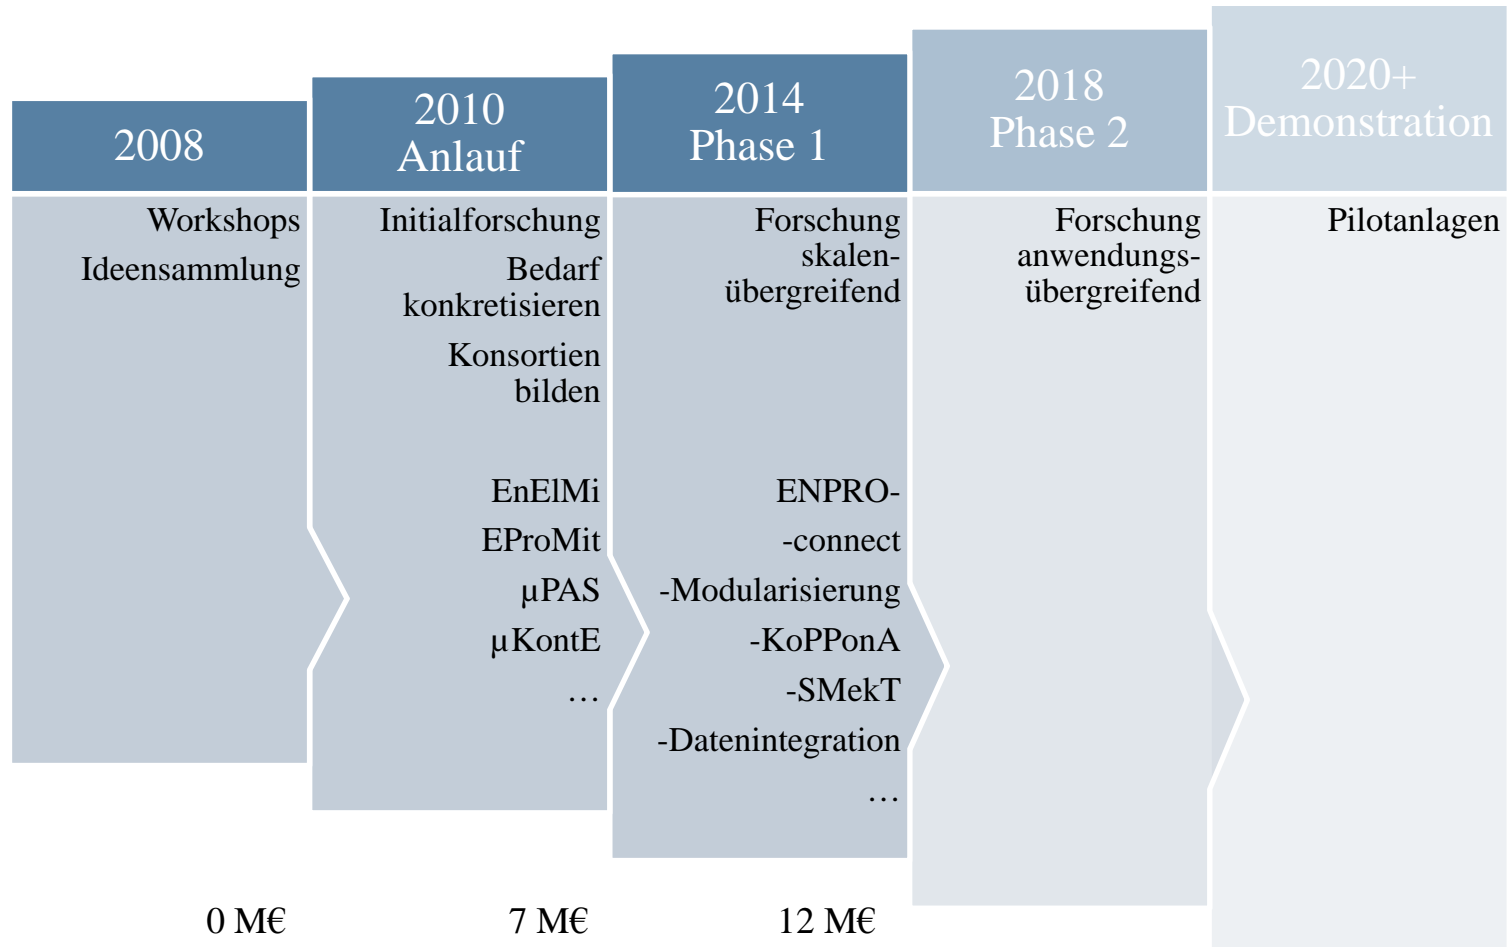 2008
Workshops
Ideensammlung
0 M€
2010
Anlauf
Initialforschung
Bedarf
konkretisieren
Konsortien
bilden
EnElMi
EProMit
µPAS
µKontE
…
7 M€
2014
Phase 1
Forschung
skalen-
übergreifend
ENPRO-
-connect
-Modularisierung
-KoPPonA
-SMekT
-Datenintegration
…
12 M€
2018
Phase 2
Forschung
anwendungs-
übergreifend
2020+
Demonstration
Pilotanlagen